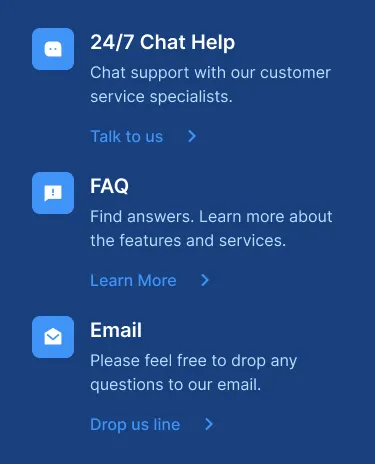 24/7 Chat Help
Chat support with our customer
service specialists.
Talk to us
FAQ
Find answers. Learn more about
the features and services.
Learn More
Email
Please feel free to drop any
questions to our email.
Drop us line